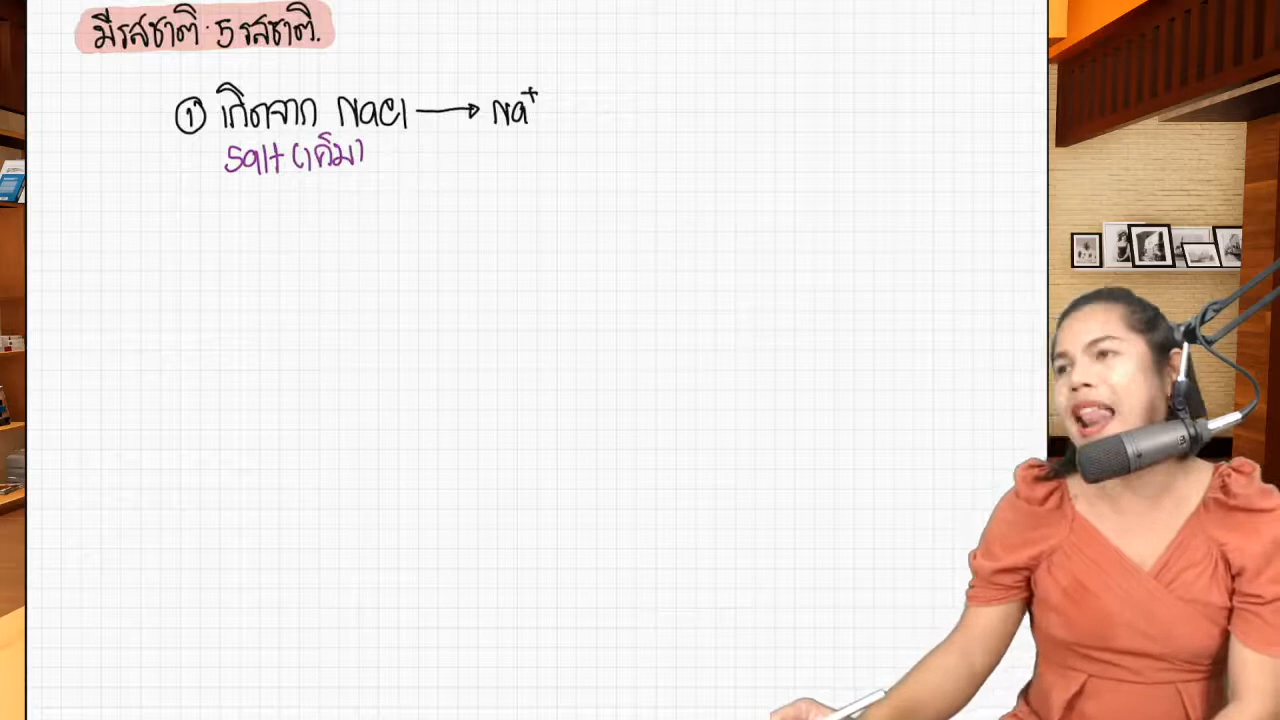 มีรสชาติ 5 รสชาติ.
① เกิดจาก NaCl → Na⁺
Salt (เค็ม)